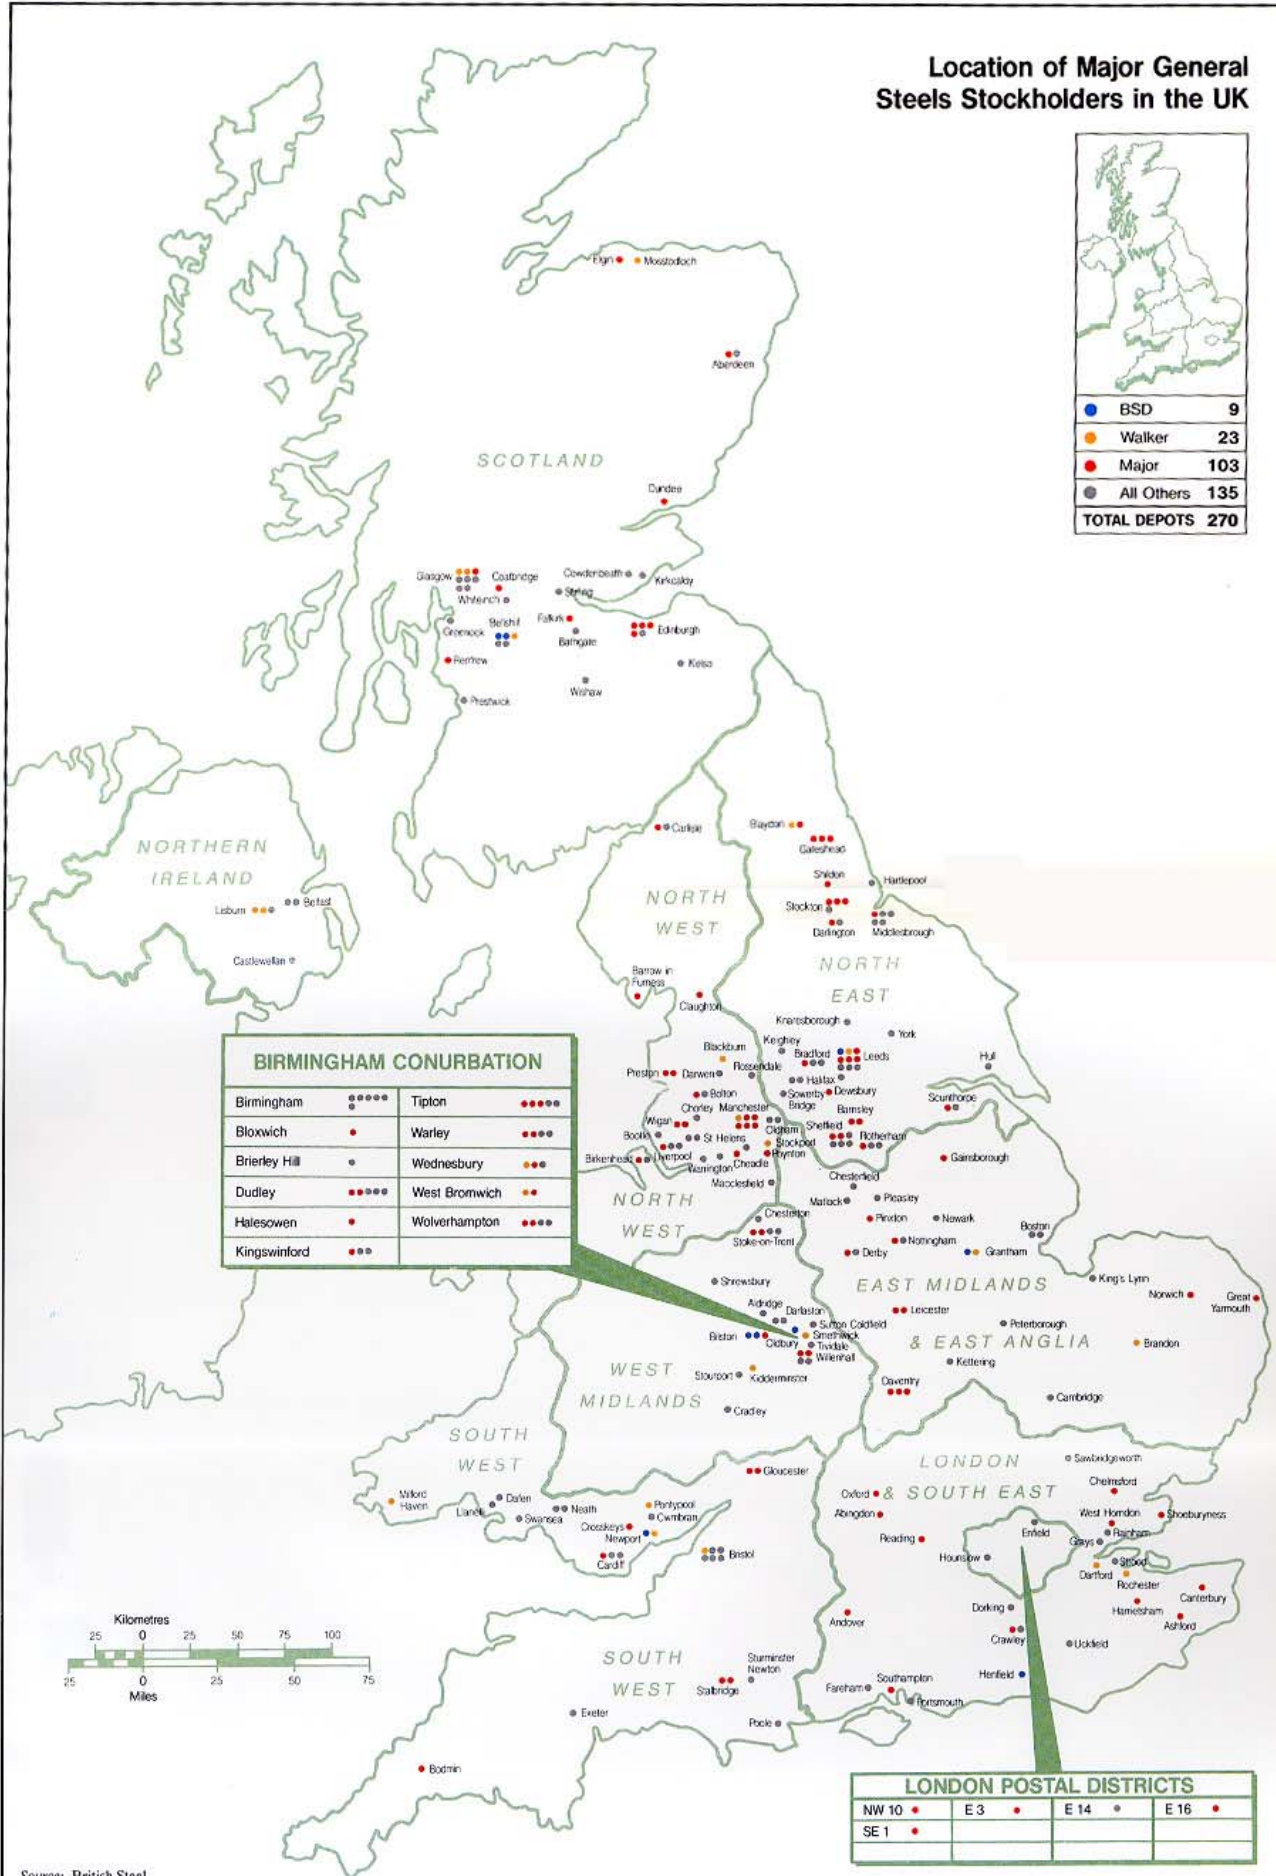 Location of Major General
Steels Stockholders in the UK
BSD 9
Walker 23
Major 103
All Others 135
TOTAL DEPOTS 270
Elgin
Mosstodloch
Aberdeen
SCOTLAND
Dundee
Glasgow
Coatbridge
Cowdenbeath
Kirkcaldy
Whiteinch
Stirling
Greenock
Bellshill
Falkirk
Bathgate
Edinburgh
Renfrew
Kelso
Wishaw
Prestwick
NORTHERN
IRELAND
Lisburn
Belfast
Castlewellan
Carlisle
Blaydon
Gateshead
NORTH
WEST
Shildon
Hartlepool
Stockton
Darlington
Middlesbrough
NORTH
EAST
Barrow in
Furness
Claughton
Knaresborough
York
Blackburn
Keighley
Bradford
Leeds
Hull
Preston
Darwen
Rossendale
Halifax
Bolton
Sowerby
Bridge
Dewsbury
Scunthorpe
Chorley
Manchester
Barnsley
Wigan
Oldham
Sheffield
Rotherham
Bootle
St Helens
Stockport
Birkenhead
Liverpool
Warrington
Cheadle
Poynton
Gainsborough
Macclesfield
Chesterfield
Matlock
Pleasley
NORTH
WEST
Chesterton
Pinxton
Newark
Boston
Stoke-on-Trent
Nottingham
Derby
Grantham
BIRMINGHAM CONURBATION
Birmingham
Tipton
Bloxwich
Warley
Brierley Hill
Wednesbury
Dudley
West Bromwich
Halesowen
Wolverhampton
Kingswinford
Shrewsbury
EAST MIDLANDS
& EAST ANGLIA
King's Lynn
Norwich
Great
Yarmouth
Aldridge
Darlaston
Leicester
Sutton Coldfield
Peterborough
Bilston
Smethwick
Oldbury
Tividale
Willenhall
Brandon
Kettering
WEST
MIDLANDS
Stourport
Kidderminster
Daventry
Cambridge
Cradley
SOUTH
WEST
LONDON
& SOUTH EAST
Sawbridgeworth
Gloucester
Chelmsford
Milford
Haven
Dafen
Llanelli
Neath
Swansea
Pontypool
Cwmbran
Crosskeys
Newport
Cardiff
Bristol
Oxford
Abingdon
Reading
West Horndon
Shoeburyness
Enfield
Rainham
Grays
Hounslow
Strood
Dartford
Rochester
Canterbury
Harrietsham
Ashford
Andover
Dorking
Crawley
Uckfield
Henfield
Kilometres
25 0 25 50 75 100
25 0 25 50 75
Miles
SOUTH
WEST
Sturminster
Newton
Stalbridge
Fareham
Southampton
Portsmouth
Exeter
Poole
Bodmin
LONDON POSTAL DISTRICTS
NW 10
E 3
E 14
E 16
SE 1
Source: British Steel